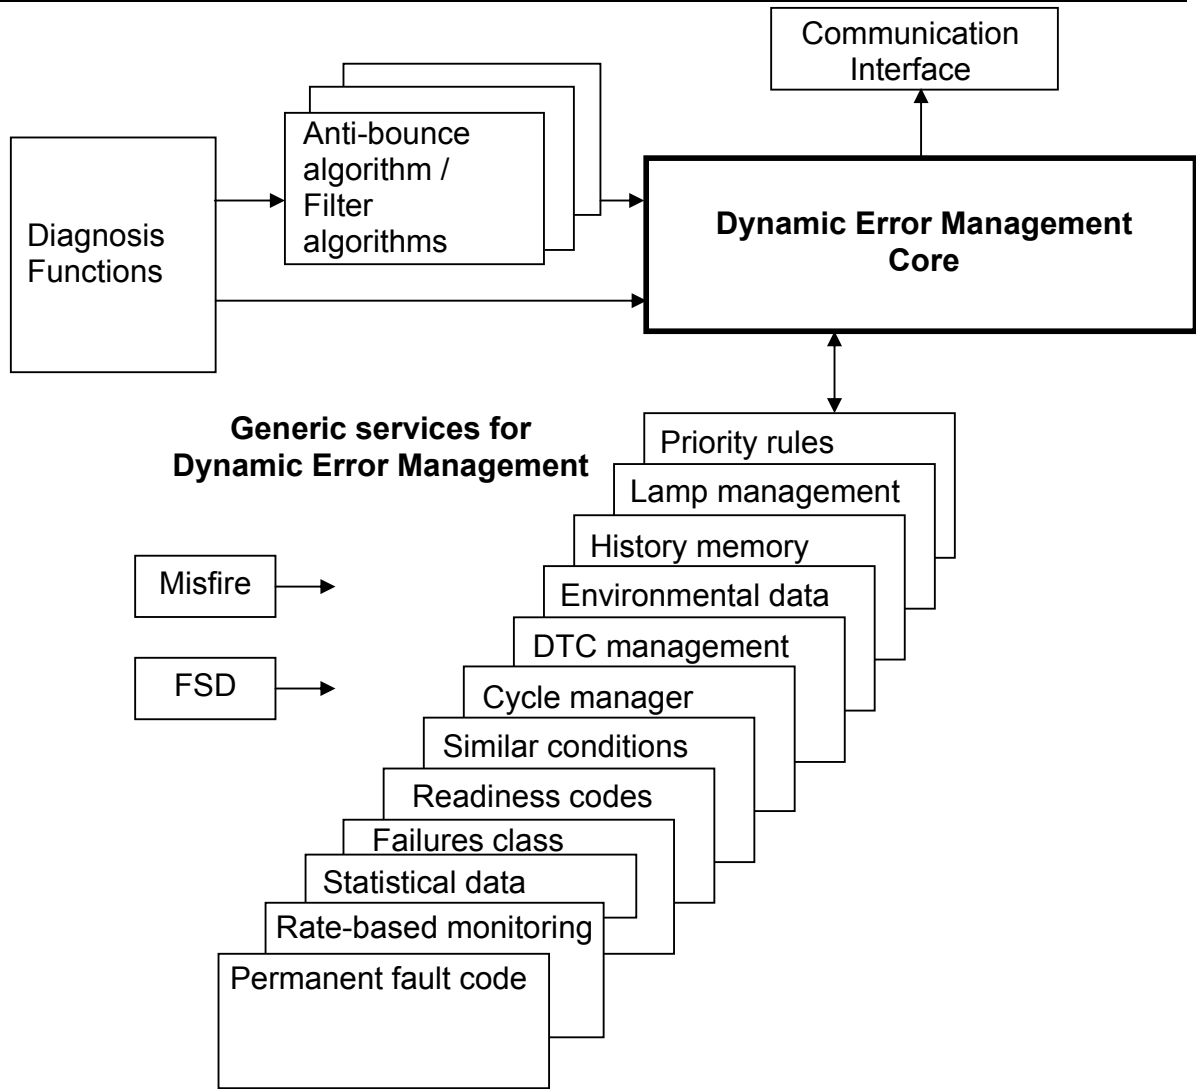 Communication
Interface
Anti-bounce
algorithm /
Filter
algorithms
Diagnosis
Functions
Dynamic Error Management
Core
Generic services for
Dynamic Error Management
Priority rules
Lamp management
History memory
Environmental data
DTC management
Cycle manager
Similar conditions
Readiness codes
Failures class
Statistical data
Rate-based monitoring
Permanent fault code
Misfire
FSD